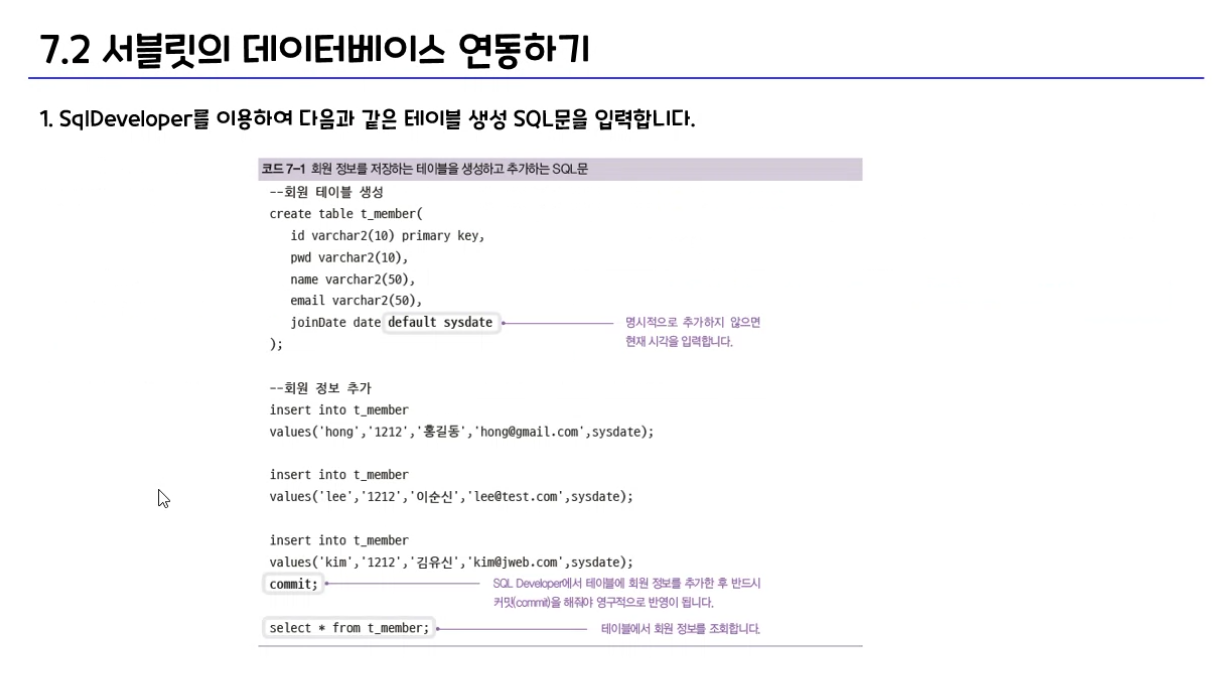 7.2 서블릿의 데이터베이스 연동하기
1. SqlDeveloper를 이용하여 다음과 같은 테이블 생성 SQL문을 입력합니다.
코드 7-1 회원 정보를 저장하는 테이블을 생성하고 추가하는 SQL문
--회원 테이블 생성
create table t_member(
id varchar2(10) primary key,
pwd varchar2(10),
name varchar2(50),
email varchar2(50),
joinDate date default sysdate
명시적으로 추가하지 않으면
현재 시각을 입력합니다.
);
--회원 정보 추가
insert into t_member
values('hong','1212','홍길동','hong@gmail.com',sysdate);
insert into t_member
values('lee','1212','이순신','lee@test.com',sysdate);
insert into t_member
values('kim','1212','김유신','kim@jweb.com',sysdate);
commit;
SQL Developer에서 테이블에 회원 정보를 추가한 후 반드시
커밋(commit)을 해줘야 영구적으로 반영이 됩니다.
select * from t_member;
테이블에서 회원 정보를 조회합니다.